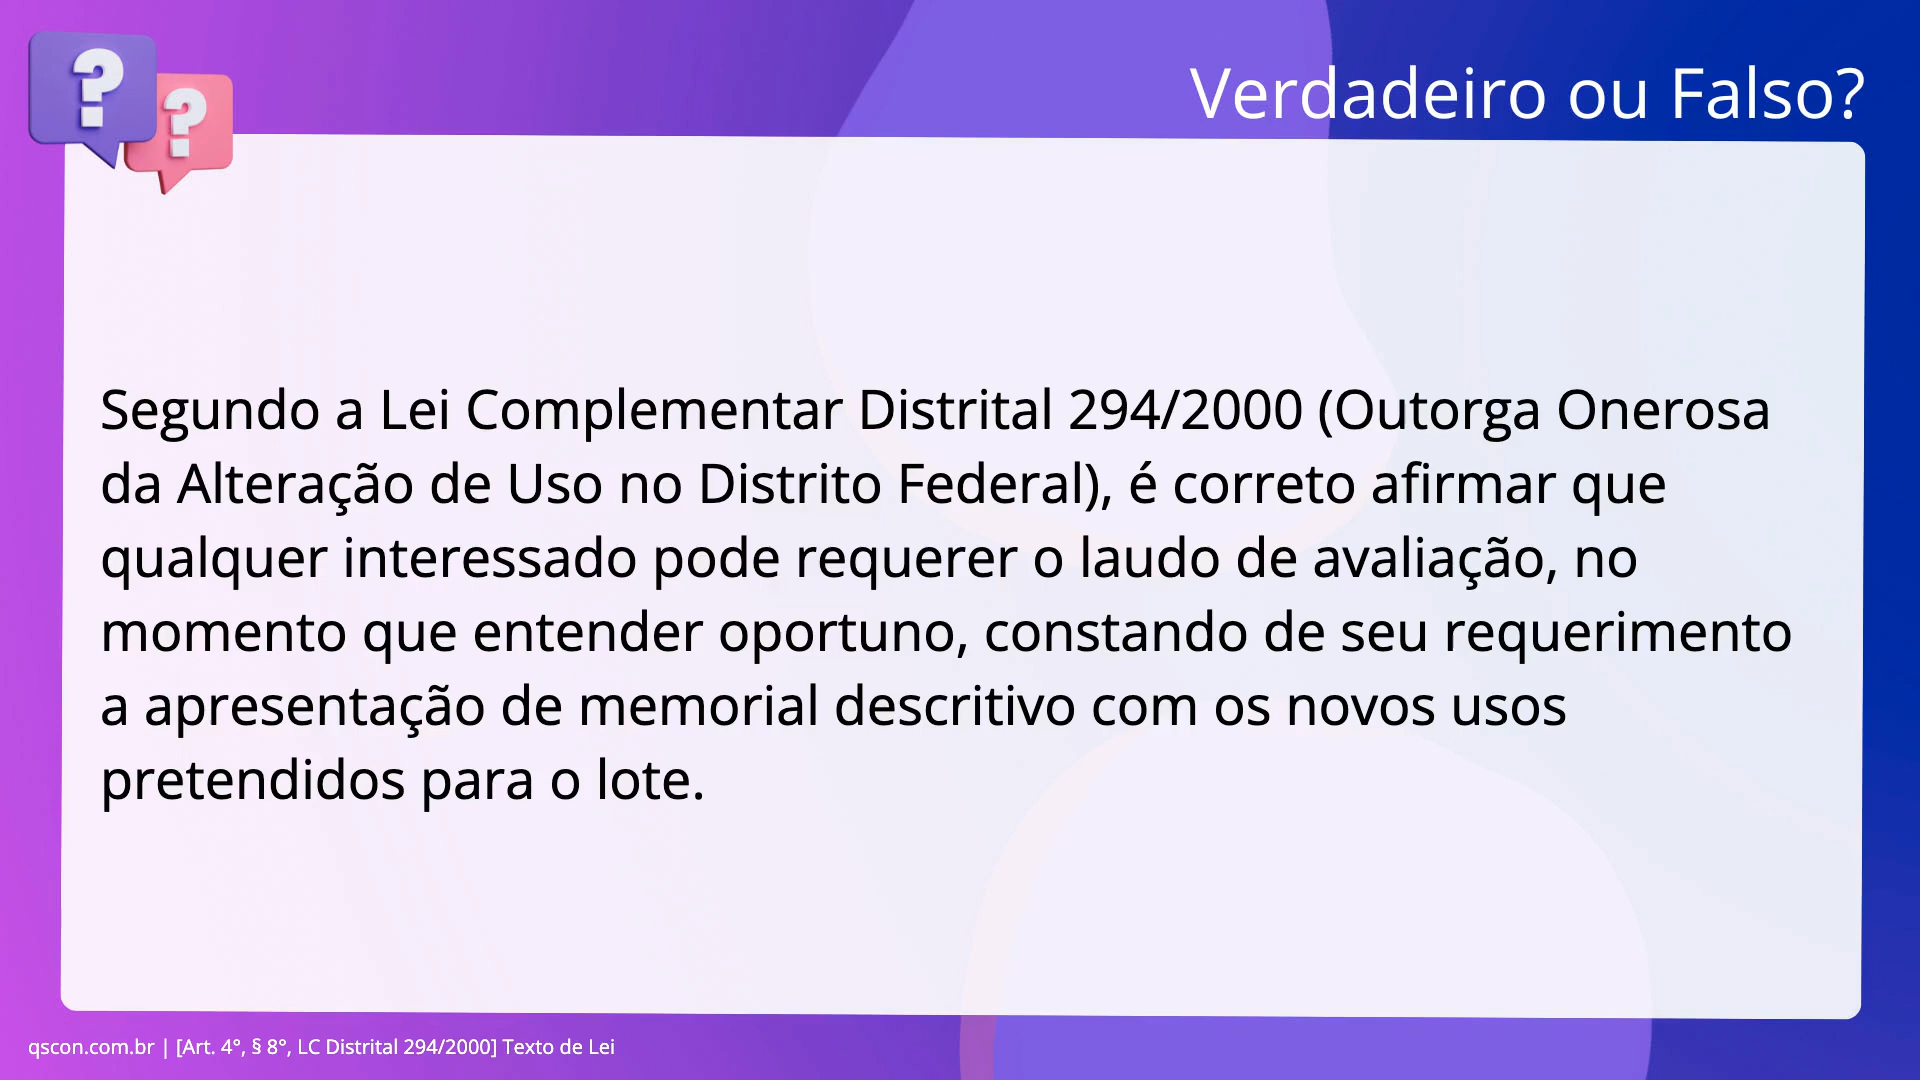 Verdadeiro ou Falso?
Segundo a Lei Complementar Distrital 294/2000 (Outorga Onerosa
da Alteração de Uso no Distrito Federal), é correto afirmar que
qualquer interessado pode requerer o laudo de avaliação, no
momento que entender oportuno, constando de seu requerimento
a apresentação de memorial descritivo com os novos usos
pretendidos para o lote.
qscon.com.br | [Art. 4°, § 8°, LC Distrital 294/2000] Texto de Lei